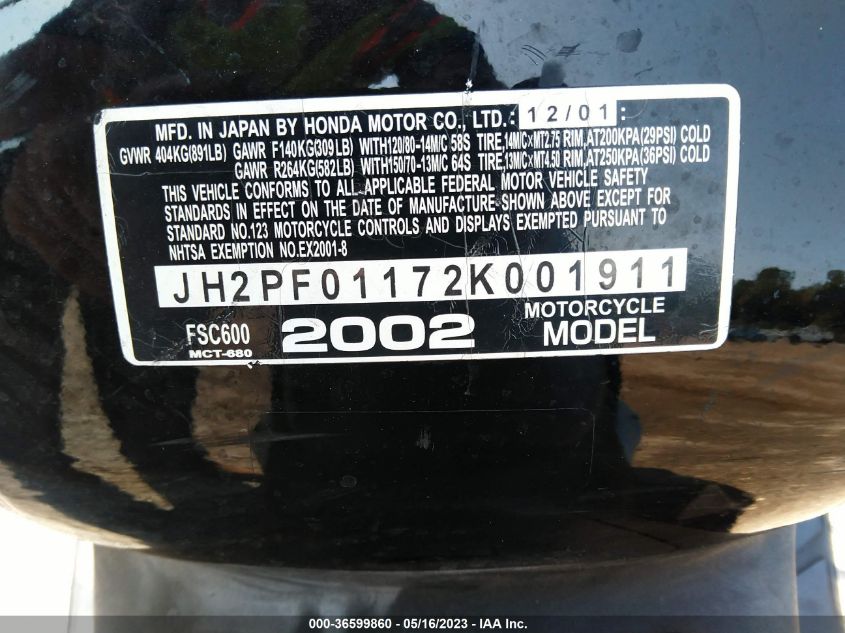 MFD. IN JAPAN BY HONDA MOTOR CO., LTD. 12/01
GVWR 404KG(891LB) GAWR F140KG(309LB) WITH120/80-14M/C 58S TIRE,14M/C×MT2.75 RIM,AT200KPA(29PSI) COLD
GAWR R264KG(582LB) WITH150/70-13M/C 64S TIRE,13M/C×MT4.50 RIM,AT250KPA(36PSI) COLD
THIS VEHICLE CONFORMS TO ALL APPLICABLE FEDERAL MOTOR VEHICLE SAFETY
STANDARDS IN EFFECT ON THE DATE OF MANUFACTURE SHOWN ABOVE EXCEPT FOR
STANDARD NO.123 MOTORCYCLE CONTROLS AND DISPLAYS EXEMPTED PURSUANT TO
NHTSA EXEMPTION NO.EX2001-8
JH2PF01172K001911
FSC600 2002 MOTORCYCLE
MCT-680 MODEL
000-36599860 - 05/16/2023 - IAA Inc.